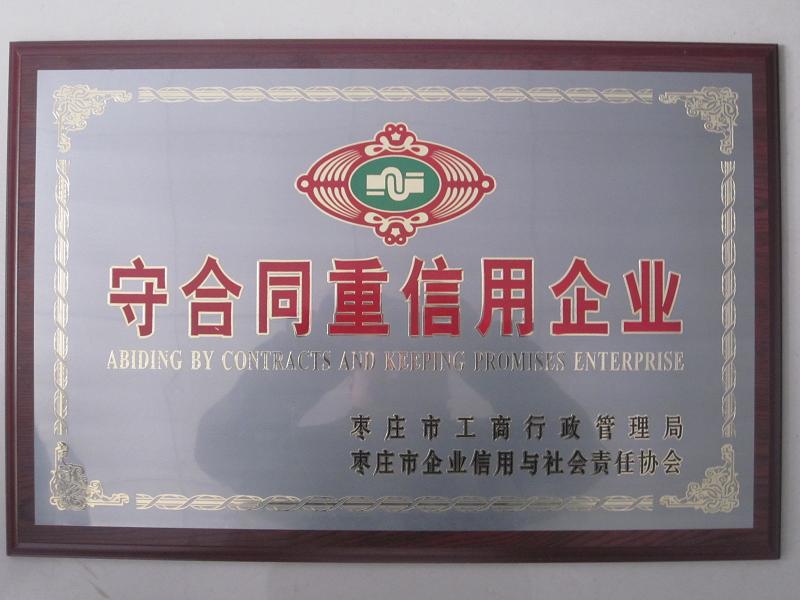 守合同重信用企业
ABIDING BY CONTRACTS AND KEEPING PROMISES ENTERPRISE
枣庄市工商行政管理局
枣庄市企业信用与社会责任协会